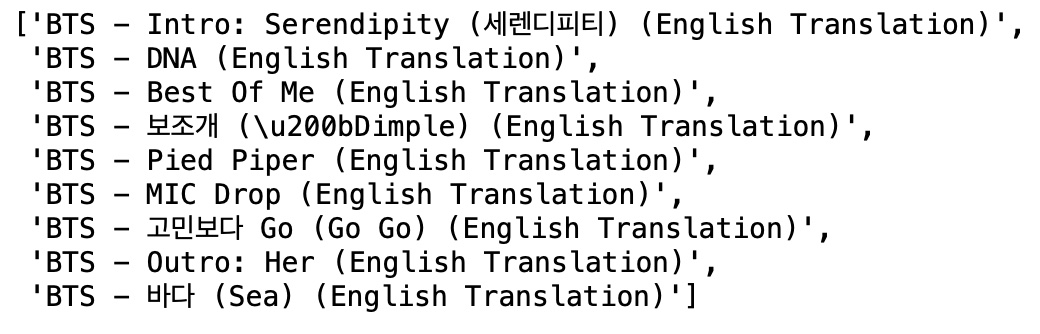 ['BTS – Intro: Serendipity (세렌디피티) (English Translation)',
'BTS – DNA (English Translation)',
'BTS – Best Of Me (English Translation)',
'BTS – 보조개 (\u200bDimple) (English Translation)',
'BTS – Pied Piper (English Translation)',
'BTS – MIC Drop (English Translation)',
'BTS – 고민보다 Go (Go Go) (English Translation)',
'BTS – Outro: Her (English Translation)',
'BTS – 바다 (Sea) (English Translation)']